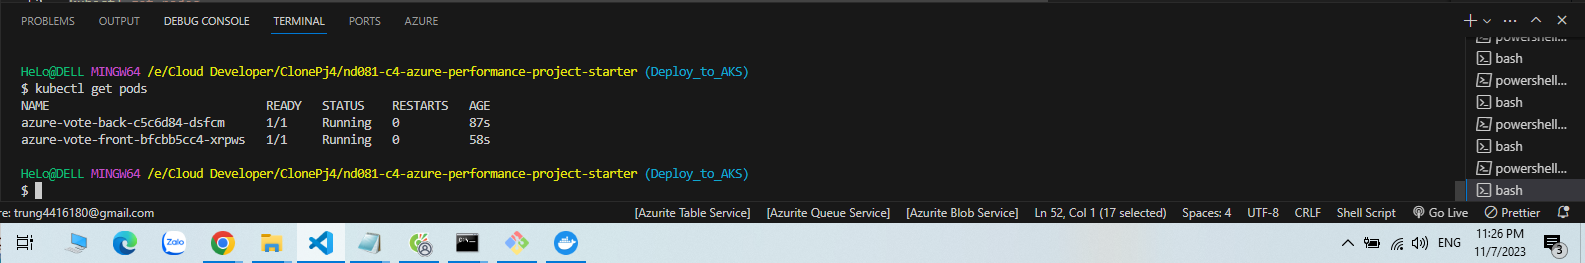 PROBLEMS OUTPUT DEBUG CONSOLE TERMINAL PORTS AZURE
HeLo@DELL MINGW64 /e/Cloud Developer/ClonePj4/nd081-c4-azure-performance-project-starter (Deploy_to_AKS)
$ kubectl get pods
NAME READY STATUS RESTARTS AGE
azure-vote-back-c5c6d84-dsfcm 1/1 Running 0 87s
azure-vote-front-bfcbb5cc4-xrpws 1/1 Running 0 58s
HeLo@DELL MINGW64 /e/Cloud Developer/ClonePj4/nd081-c4-azure-performance-project-starter (Deploy_to_AKS)
$
powershell...
bash
powershell...
bash
powershell...
bash
powershell...
bash
re: trung4416180@gmail.com [Azurite Table Service] [Azurite Queue Service] [Azurite Blob Service] Ln 52, Col 1 (17 selected) Spaces: 4 UTF-8 CRLF Shell Script Go Live Prettier
Zalo
ENG
11:26 PM
11/7/2023
3